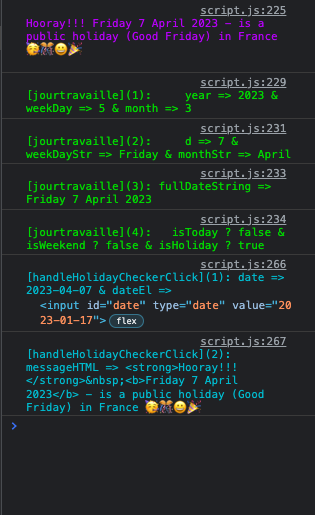 script.js:225
Hooray!!! Friday 7 April 2023 – is a
public holiday (Good Friday) in France
🥳🎊😄🎉
script.js:229
[jourtravaille](1): year => 2023 &
weekDay => 5 & month => 3
script.js:231
[jourtravaille](2): d => 7 &
weekDayStr => Friday & monthStr => April
script.js:233
[jourtravaille](3): fullDateString =>
Friday 7 April 2023
script.js:234
[jourtravaille](4): isToday ? false &
isWeekend ? false & isHoliday ? true
script.js:266
[handleHolidayCheckerClick](1): date =>
2023-04-07 & dateEl =>
<input id="date" type="date" value="20
23-01-17"> flex
script.js:267
[handleHolidayCheckerClick](2):
messageHTML => <strong>Hooray!!!
</strong>&nbsp;<b>Friday 7 April
2023</b> – is a public holiday (Good
Friday) in France 🥳🎊😄🎉
>